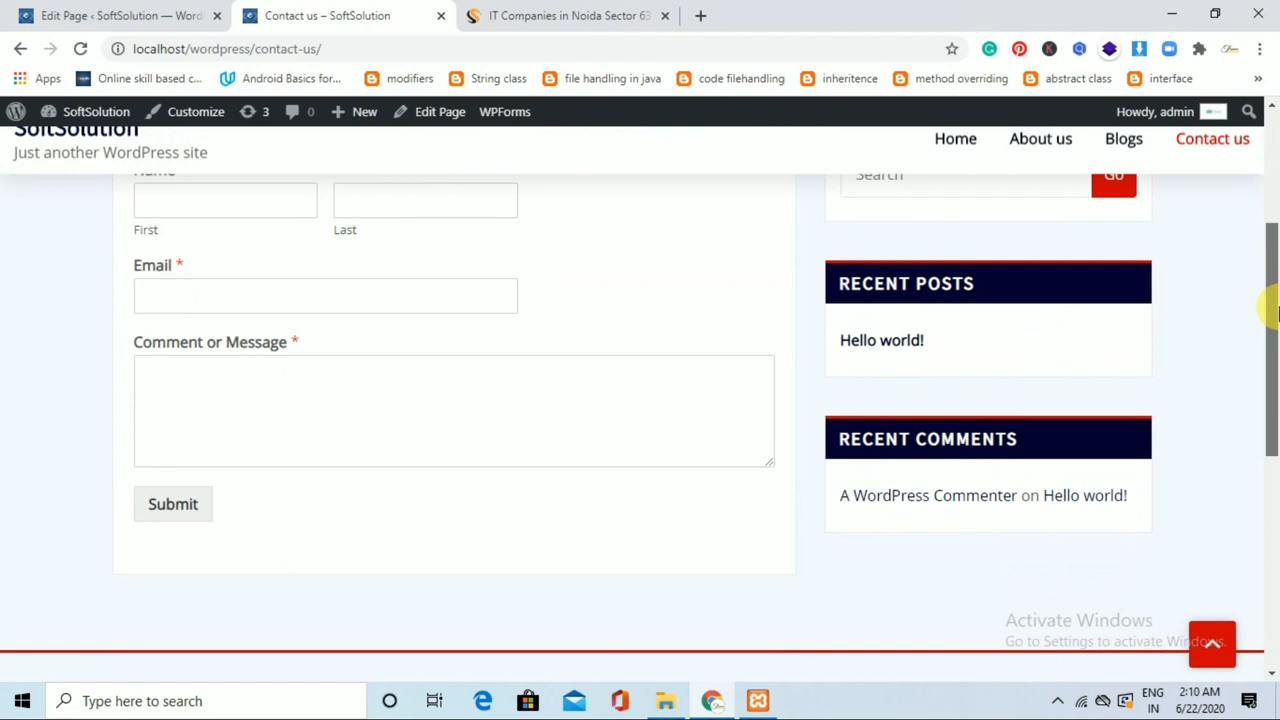 Edit Page < SoftSolution — Word
Contact us – SoftSolution
IT Companies in Noida Sector 63
localhost/wordpress/contact-us/
Apps
Online skill based c...
Android Basics for...
modifiers
String class
file handling in java
code filehandling
inheritence
method overriding
abstract class
interface
SoftSolution
Customize
3
0
New
Edit Page
WPForms
Howdy, admin
SoftSolution
Just another WordPress site
Home
About us
Blogs
Contact us
Name
First
Last
Email *
Comment or Message *
Submit
Search
Go
RECENT POSTS
Hello world!
RECENT COMMENTS
A WordPress Commenter on Hello world!
Activate Windows
Go to Settings to activate Windows.
Type here to search
ENG
IN
2:10 AM
6/22/2020